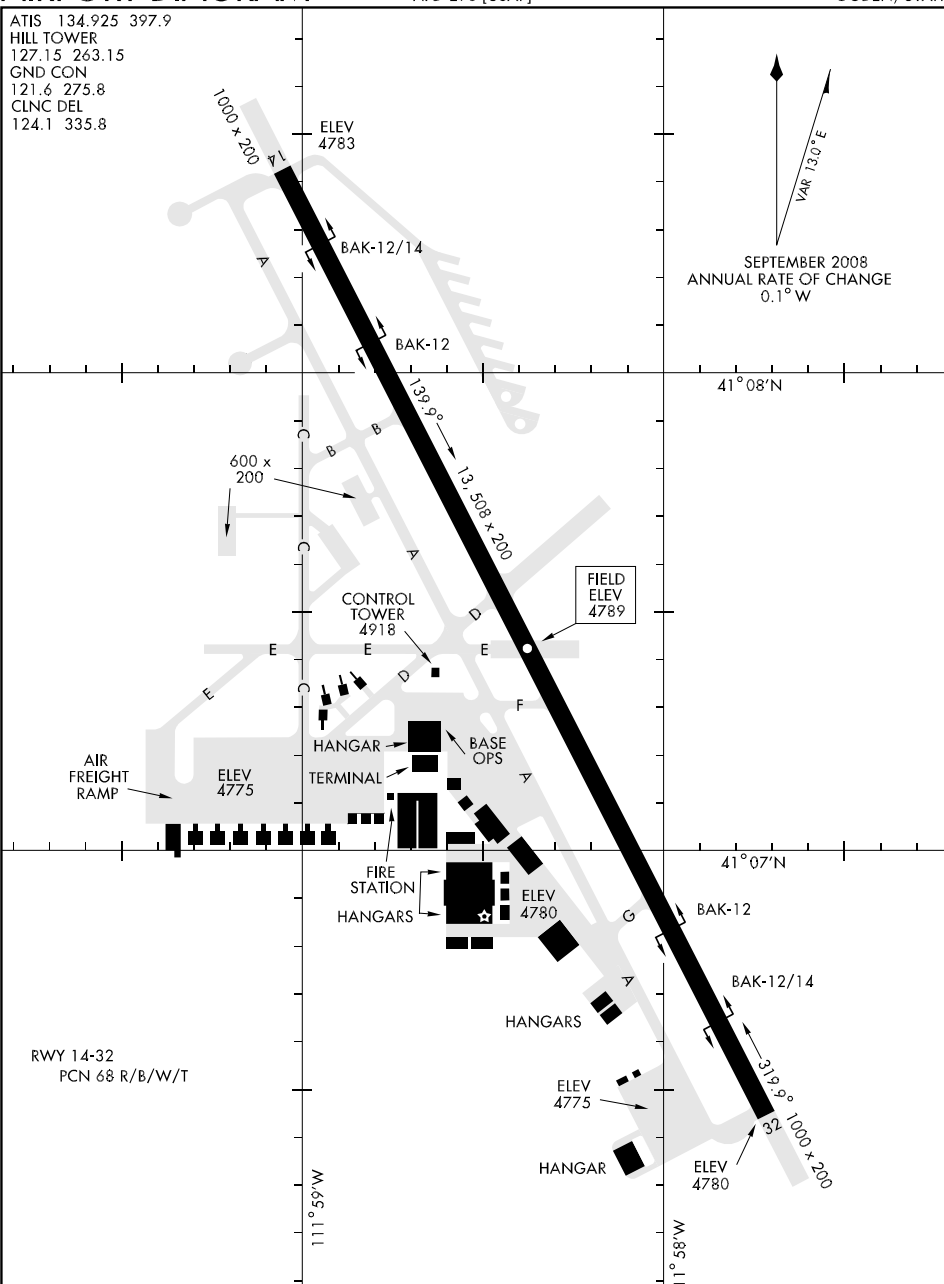 ATIS 134.925 397.9
HILL TOWER
127.15 263.15
GND CON
121.6 275.8
CLNC DEL
124.1 335.8
1000 x 200
14
ELEV
4783
A
BAK-12/14
VAR 13.0° E
SEPTEMBER 2008
ANNUAL RATE OF CHANGE
0.1° W
BAK-12
41°08'N
139.9°
13, 508 x 200
C
B
B
600 x
200
C
A
FIELD
ELEV
4789
CONTROL
TOWER
4918
D
E
E
E
D
E
C
F
HANGAR
BASE
OPS
AIR
FREIGHT
RAMP
ELEV
4775
TERMINAL
A
41°07'N
FIRE
STATION
HANGARS
ELEV
4780
G
BAK-12
A
BAK-12/14
HANGARS
RWY 14-32
PCN 68 R/B/W/T
ELEV
4775
319.9°
1000 x 200
32
HANGAR
ELEV
4780
111°59'W
11°58'W